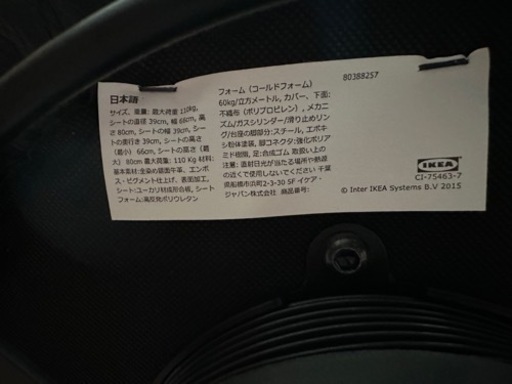 日本語
サイズ、重量: 最大荷重 110kg,
シートの直径 39cm, 幅 68cm, 高
さ 80cm, シートの幅 39cm, シー
トの奥行き 39cm, シートの高さ
(最小) 66cm, シートの高さ (最
大) 80cm 最大荷重: 110 Kg 材料:
基本素材: 全染め銀面牛革、エンボ
ス・ピグメント仕上げ、表面加工,
シート: ユーカリ材成形合板, シート
フォーム: 高反発ポリウレタン
フォーム (コールドフォーム)
60kg/立方メートル, カバー、下面:
不織布 (ポリプロピレン), メカニ
ズム/ガスシリンダー/滑り止めリン
グ/台座の脚部分: スチール, エポキ
シ粉体塗装, 脚コネクタ: 強化ポリア
ミド樹脂, 足: 合成ゴム 取扱い上の
注意: 直射日光が当たる場所や熱源
の近くで使用しないでください 千葉
県船橋市浜町2-3-30 5F イケア・
ジャパン株式会社 商品番号:
80388257
IKEA
CI-75463-7
© Inter IKEA Systems B.V 2015